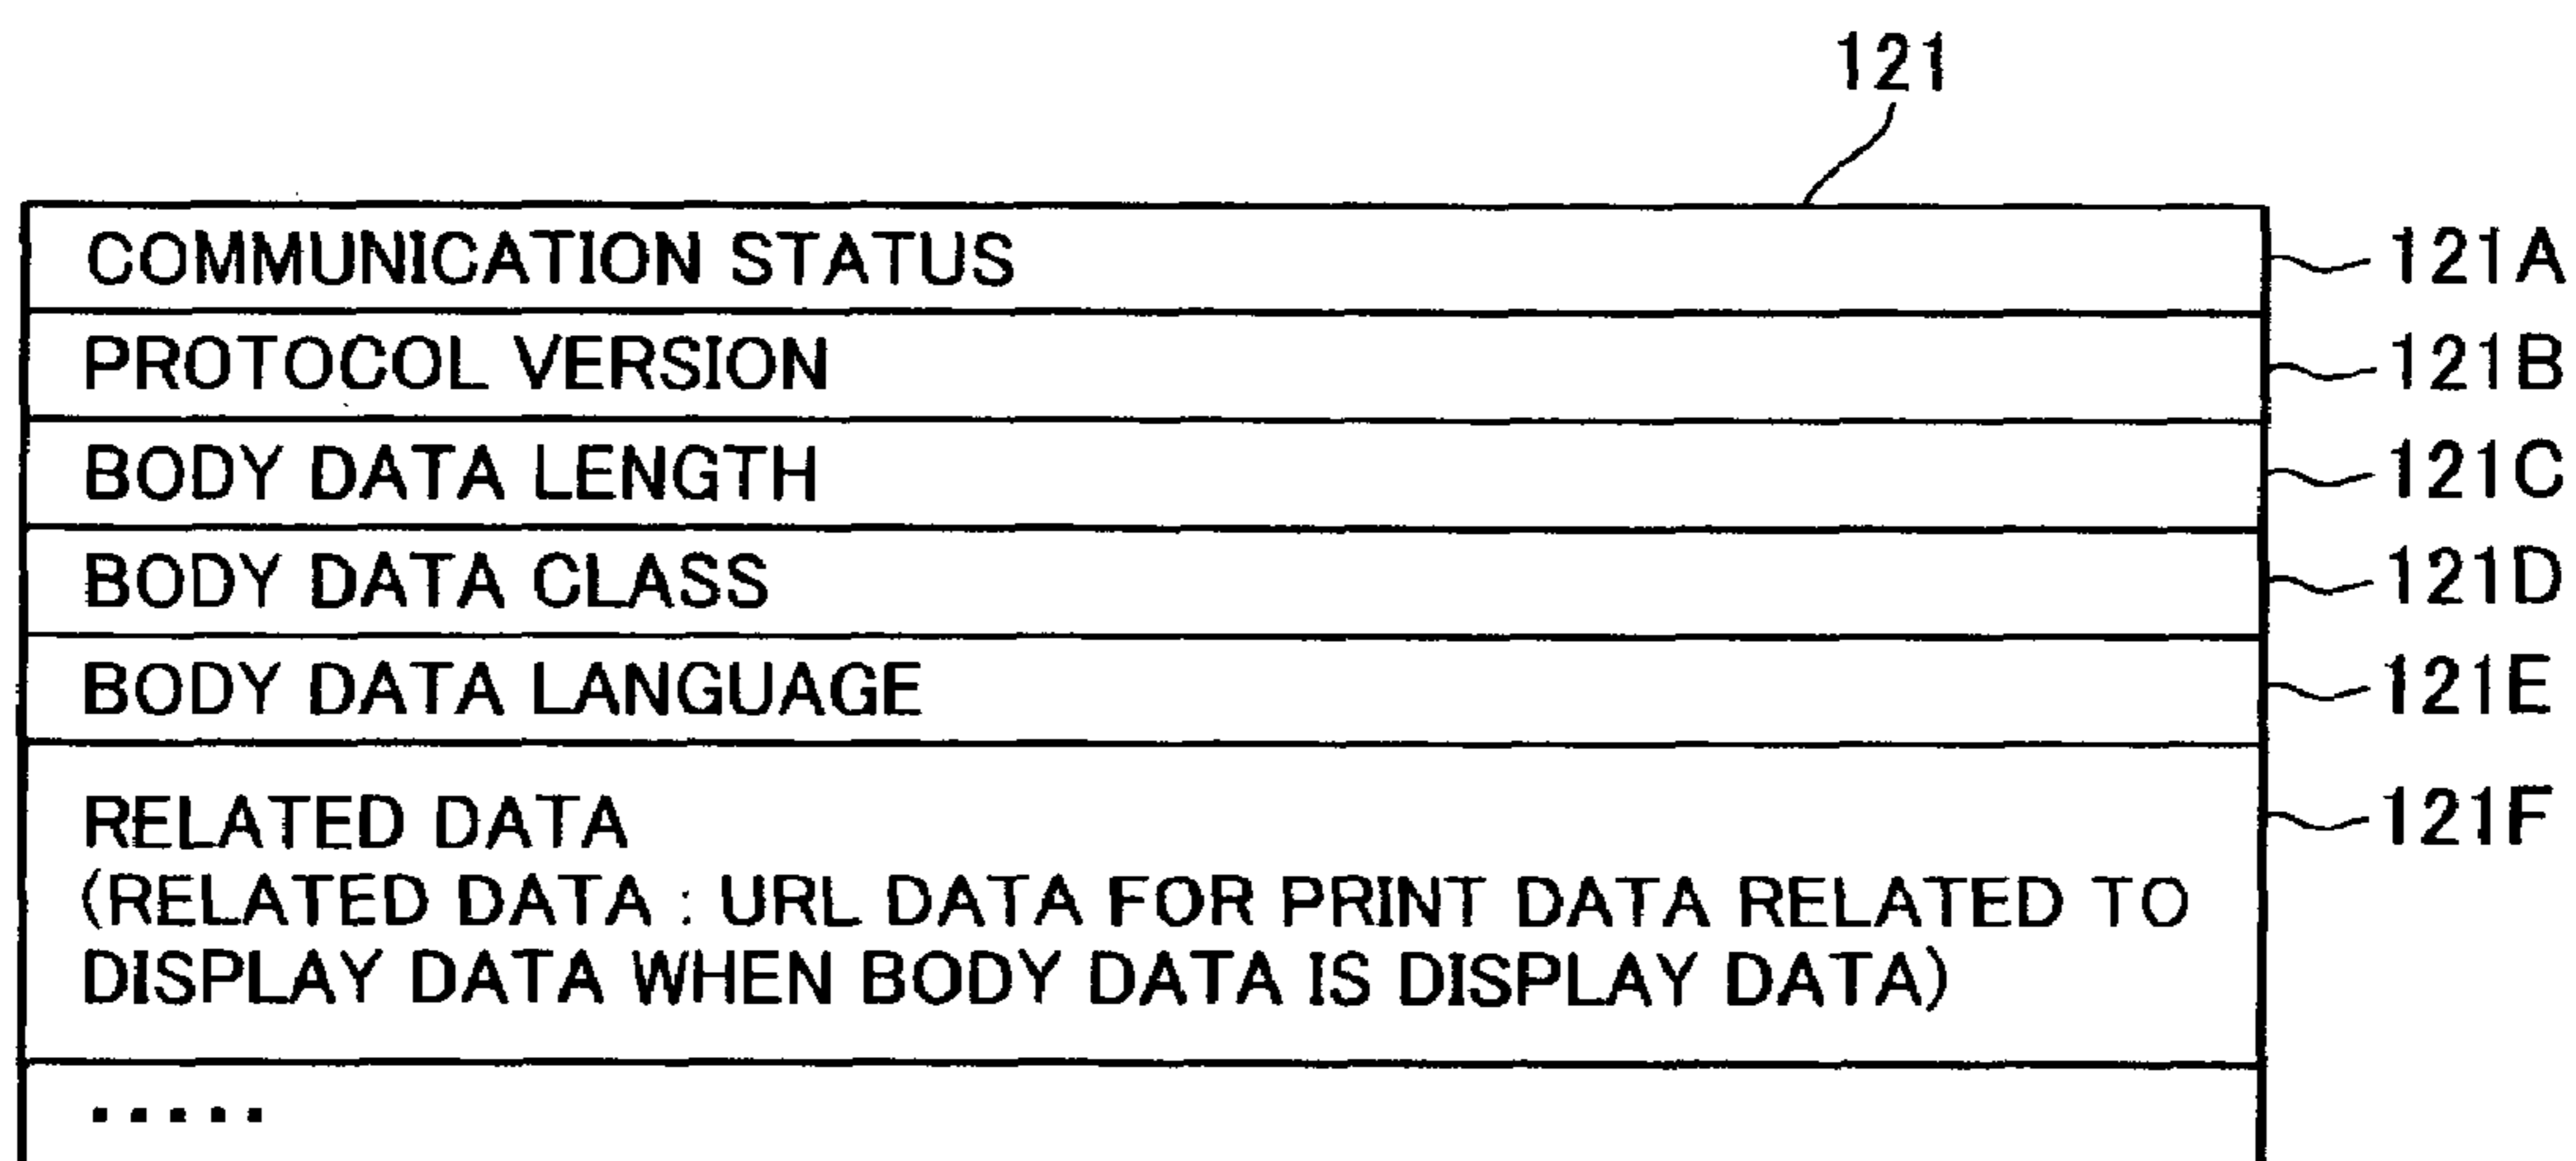 121
COMMUNICATION STATUS 121A
PROTOCOL VERSION 121B
BODY DATA LENGTH 121C
BODY DATA CLASS 121D
BODY DATA LANGUAGE 121E
RELATED DATA 121F
(RELATED DATA : URL DATA FOR PRINT DATA RELATED TO
DISPLAY DATA WHEN BODY DATA IS DISPLAY DATA)
.....